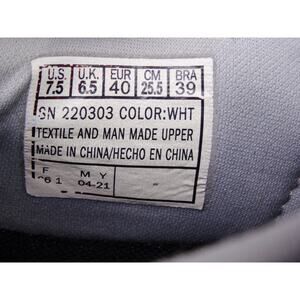 U.S. U.K. EUR CM BRA
7.5 6.5 40 25.5 39
SN 220303 COLOR:WHT
TEXTILE AND MAN MADE UPPER
MADE IN CHINA/HECHO EN CHINA
F M Y
04-21 -